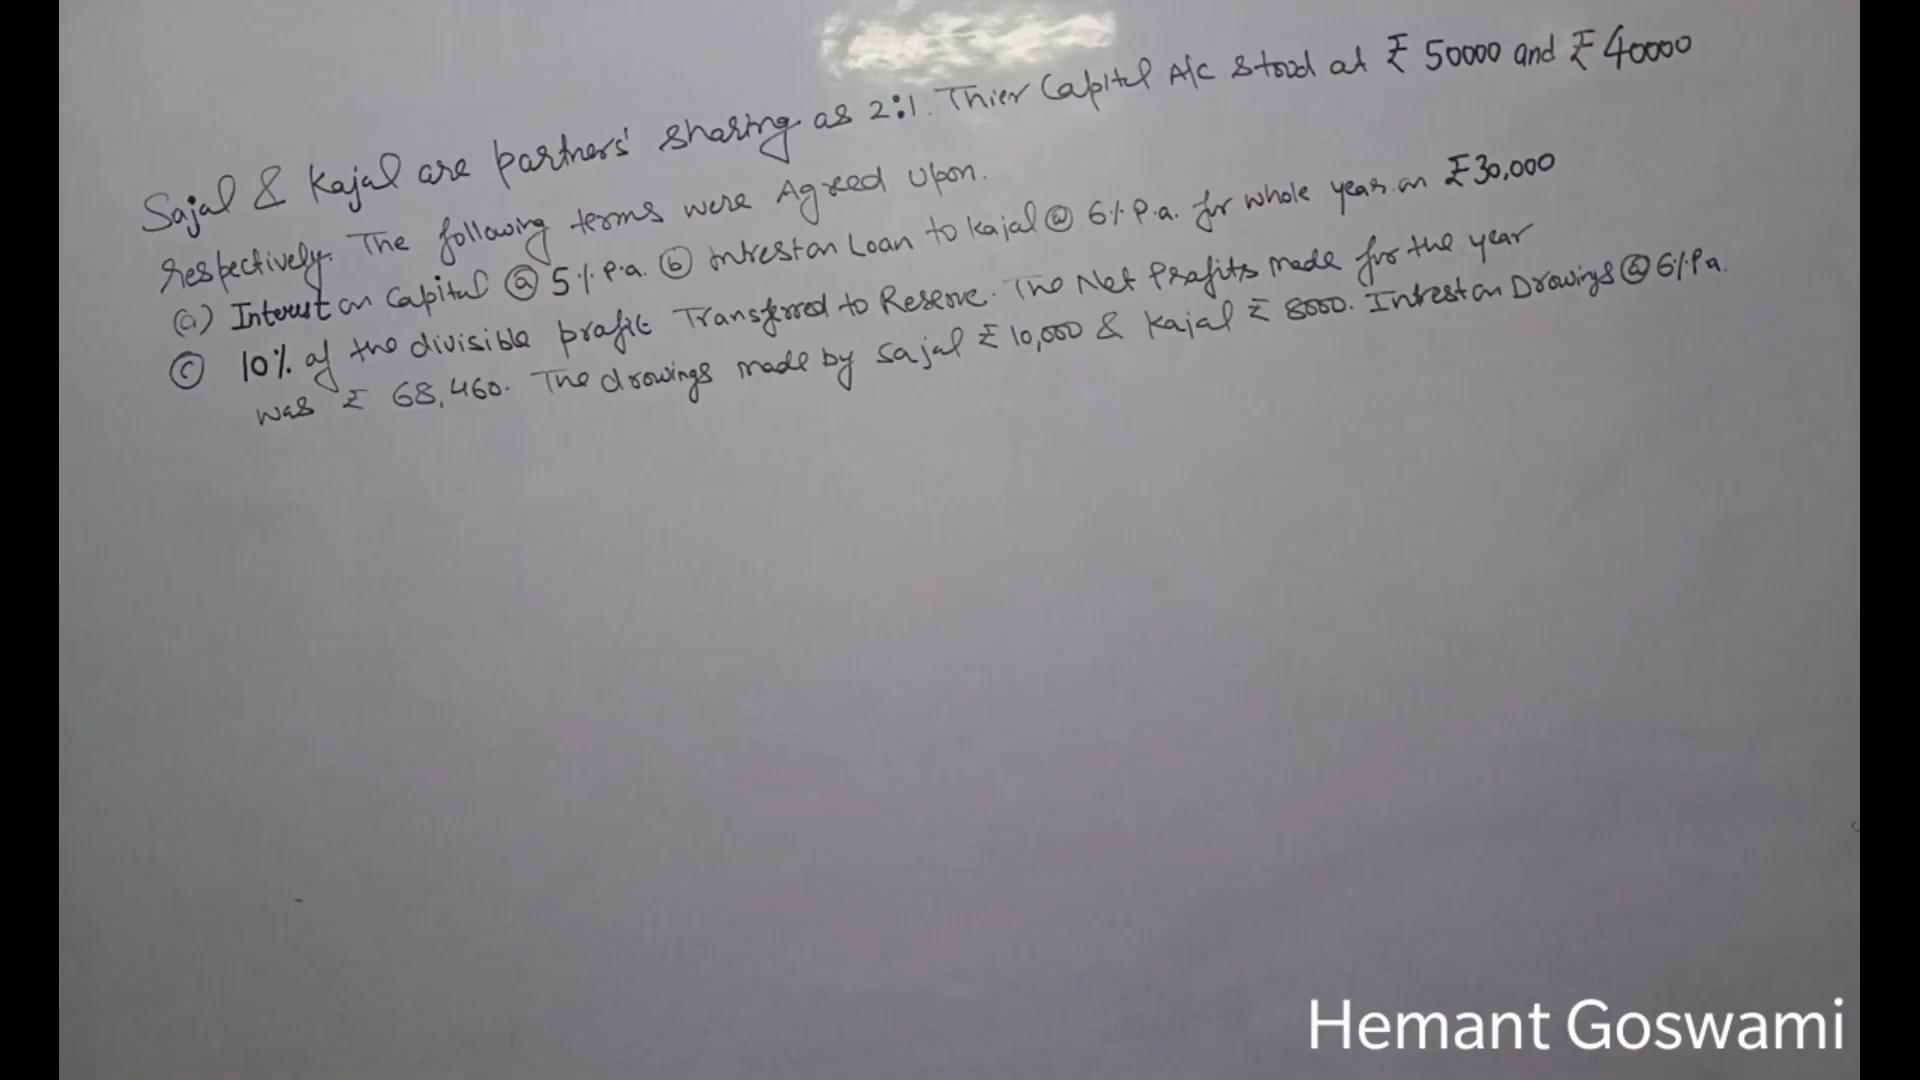 Sajal & Kajal are partners' sharing as 2:1. Thier Capital A/c stood at ₹ 50000 and ₹ 40000
respectively. The following terms were Agreed upon.
(a) Interest on Capital @ 5% p.a. (b) Intrest on Loan to Kajal @ 6% P.a. for whole year on ₹30,000
(c) 10% of the divisible profit Transferred to Reserve. The Net Profits made for the year
was ₹ 68,460. The drowings made by Sajal ₹ 10,000 & Kajal ₹ 8000. Intrest on Drowings @ 6% Pa.
Hemant Goswami